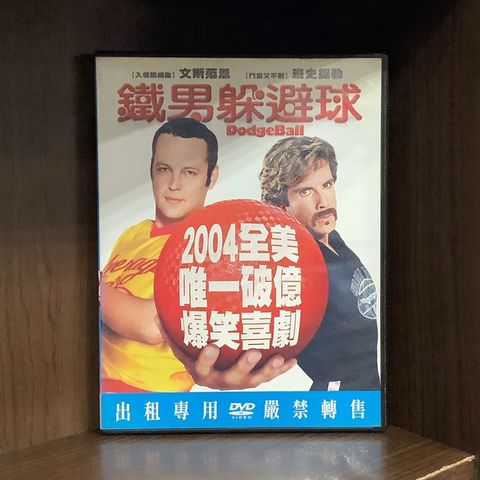 【入侵腦細胞】 文斯范恩 【門當父不對】 班史提勒
鐵男躲避球
DodgeBall
2004全美
唯一破億
爆笑喜劇
出租專用 DVD VIDEO 嚴禁轉售